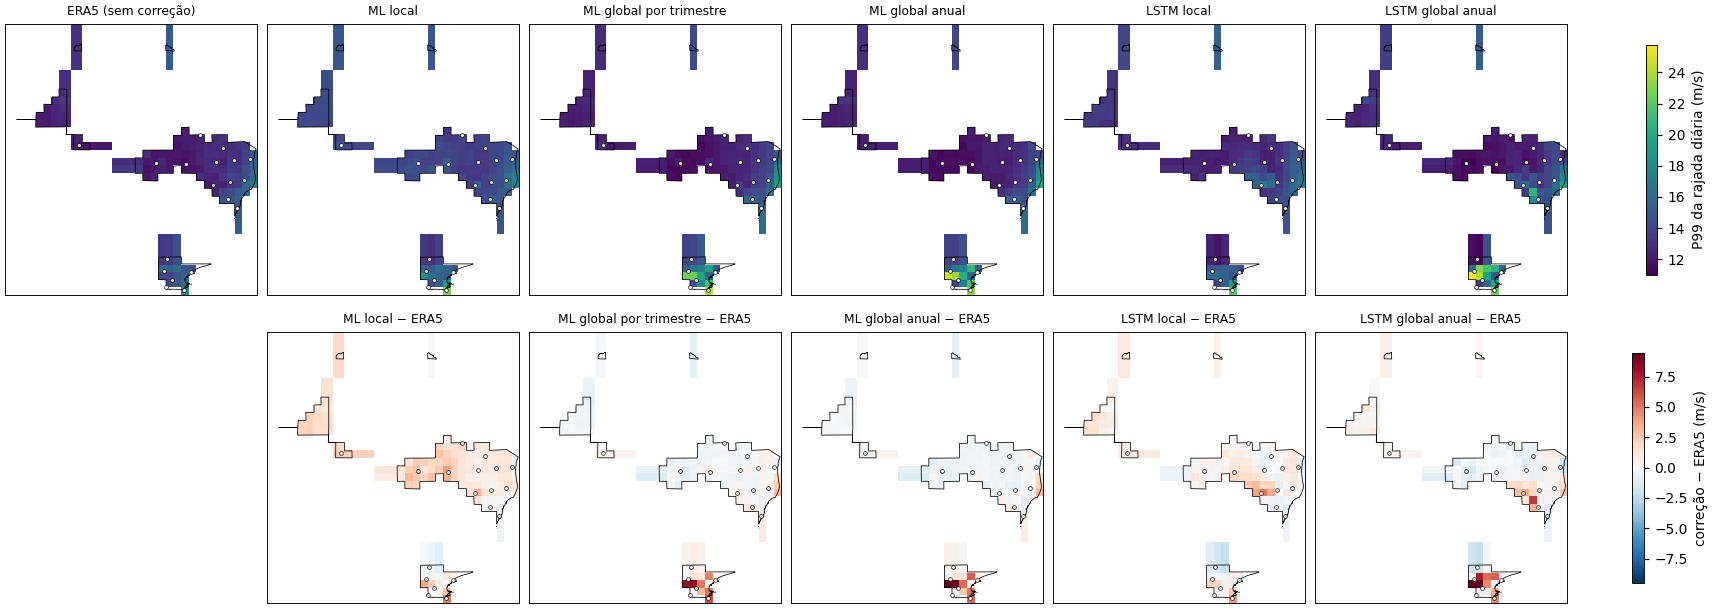 ERA5 (sem correção)
ML local
ML global por trimestre
ML global anual
LSTM local
LSTM global anual
24
22
20
18
16
14
12
P99 da rajada diária (m/s)
ML local − ERA5
ML global por trimestre − ERA5
ML global anual − ERA5
LSTM local − ERA5
LSTM global anual − ERA5
7.5
5.0
2.5
0.0
−2.5
−5.0
−7.5
correção − ERA5 (m/s)